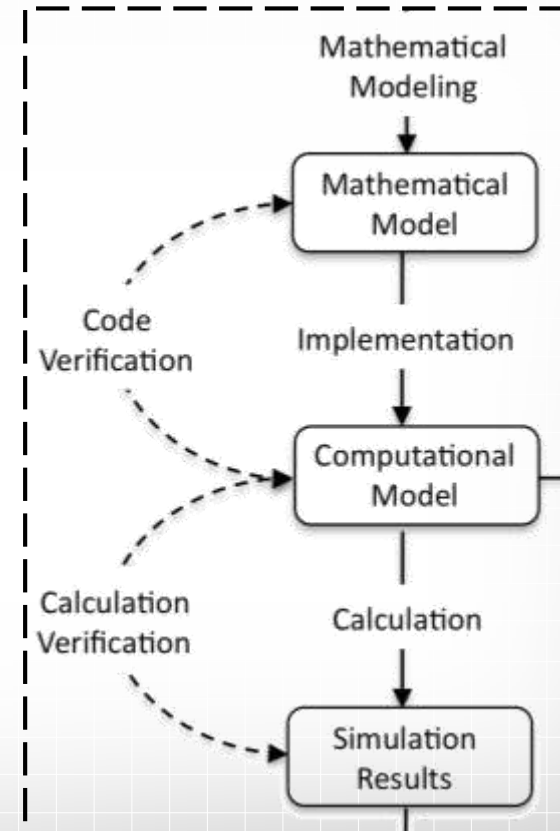 Mathematical
Modeling
Mathematical
Model
Code
Verification
Implementation
Computational
Model
Calculation
Verification
Calculation
Simulation
Results